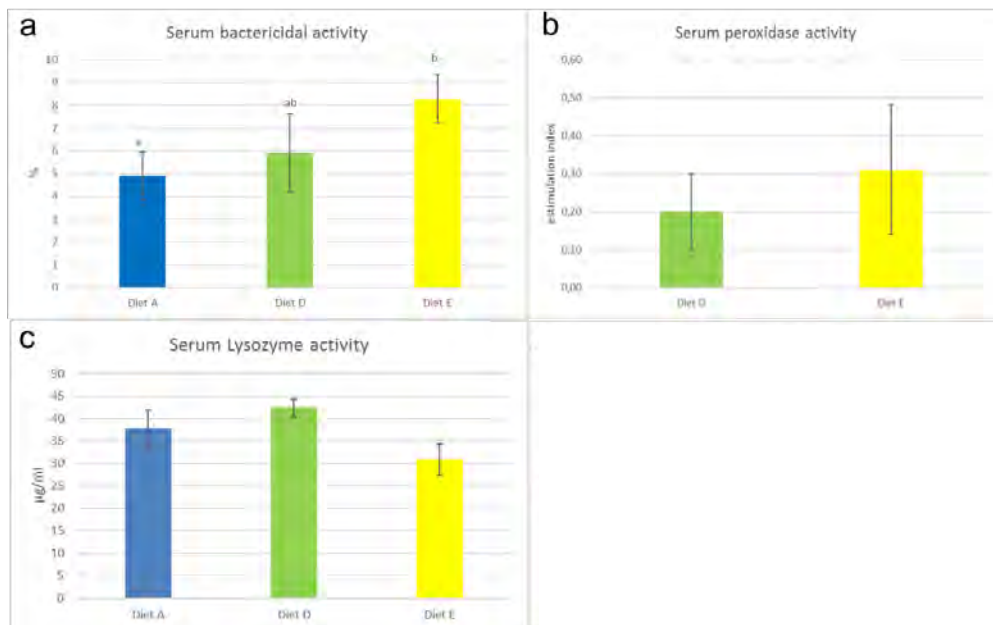 a
Serum bactericidal activity
10
9
8
7
6
5
4
3
2
1
0
%
a
ab
b
Diet A
Diet D
Diet E
b
Serum peroxidase activity
0,60
0,50
0,40
0,30
0,20
0,10
0,00
estimulation index
Diet D
Diet E
c
Serum Lysozyme activity
50
45
40
35
30
25
20
15
10
5
0
µg/ml
Diet A
Diet D
Diet E